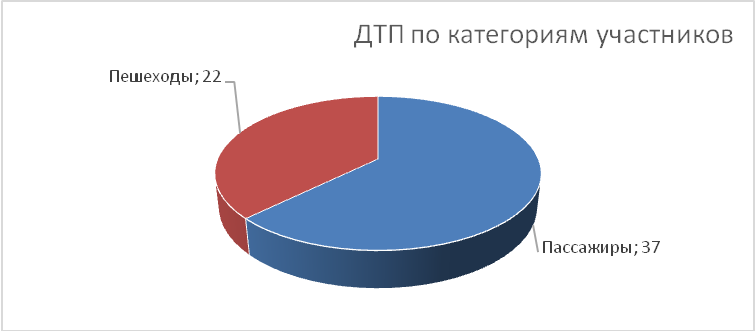 ДТП по категориям участников
Пешеходы; 22
Пассажиры; 37